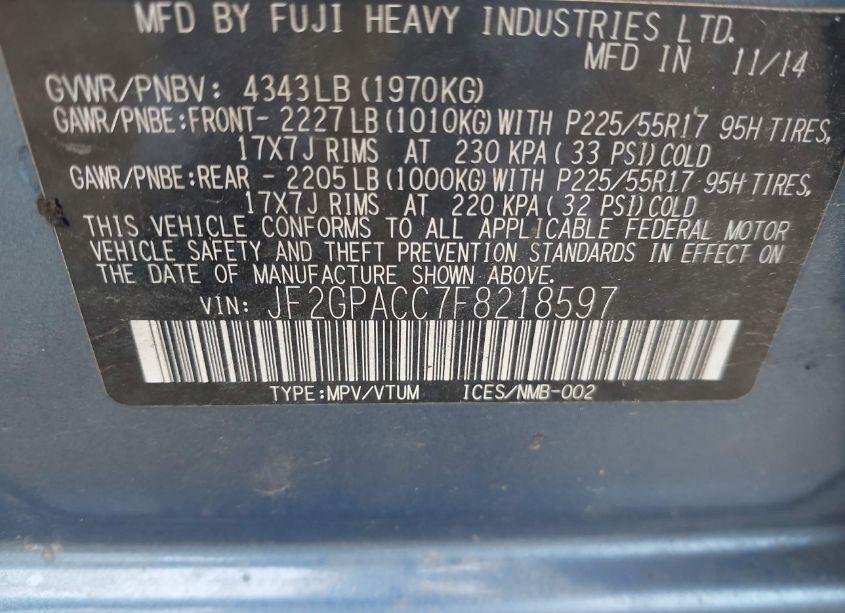 MFD BY FUJI HEAVY INDUSTRIES LTD.
MFD IN 11/14
GVWR/PNBV: 4343LB (1970KG)
GAWR/PNBE:FRONT- 2227 LB (1010KG) WITH P225/55R17 95H TIRES,
17X7J RIMS AT 230 KPA ( 33 PSI) COLD
GAWR/PNBE:REAR - 2205 LB (1000KG) WITH P225/55R17 95H TIRES,
17X7J RIMS AT 220 KPA ( 32 PSI) COLD
THIS VEHICLE CONFORMS TO ALL APPLICABLE FEDERAL MOTOR
VEHICLE SAFETY AND THEFT PREVENTION STANDARDS IN EFFECT ON
THE DATE OF MANUFACTURE SHOWN ABOVE.
VIN: JF2GPACC7F8218597
TYPE:MPV/VTUM ICES/NMB-002